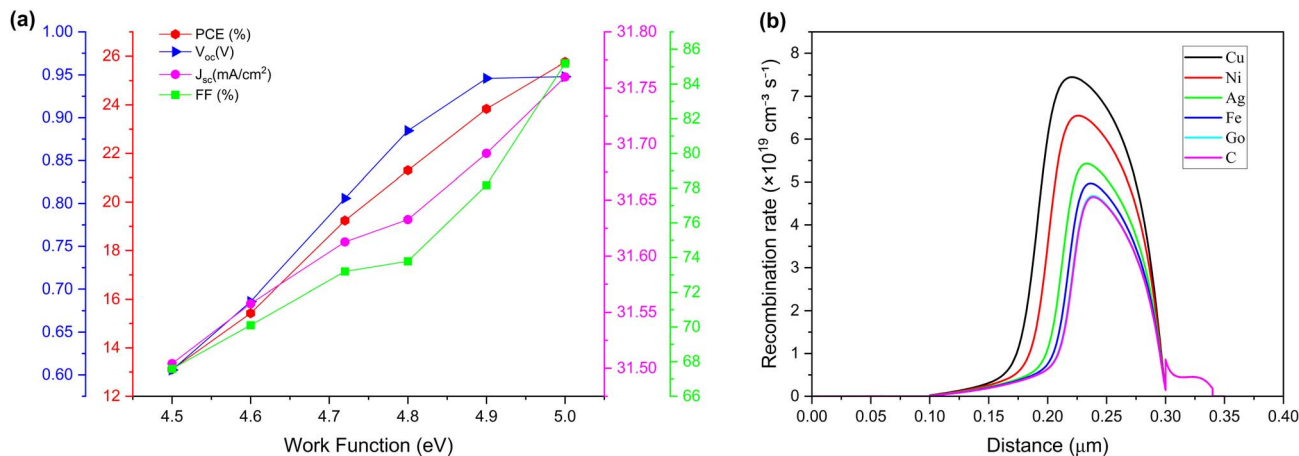 (a)
PCE (%)
Voc(V)
Jsc(mA/cm²)
FF (%)
1.00
0.95
0.90
0.85
0.80
0.75
0.70
0.65
0.60
26
24
22
20
18
16
14
12
31.80
31.75
31.70
31.65
31.60
31.55
31.50
86
84
82
80
78
76
74
72
70
68
66
4.5 4.6 4.7 4.8 4.9 5.0
Work Function (eV)
(b)
Recombination rate (×10¹⁹ cm⁻³ s⁻¹)
8
7
6
5
4
3
2
1
0
Cu
Ni
Ag
Fe
Go
C
0.00 0.05 0.10 0.15 0.20 0.25 0.30 0.35 0.40
Distance (μm)